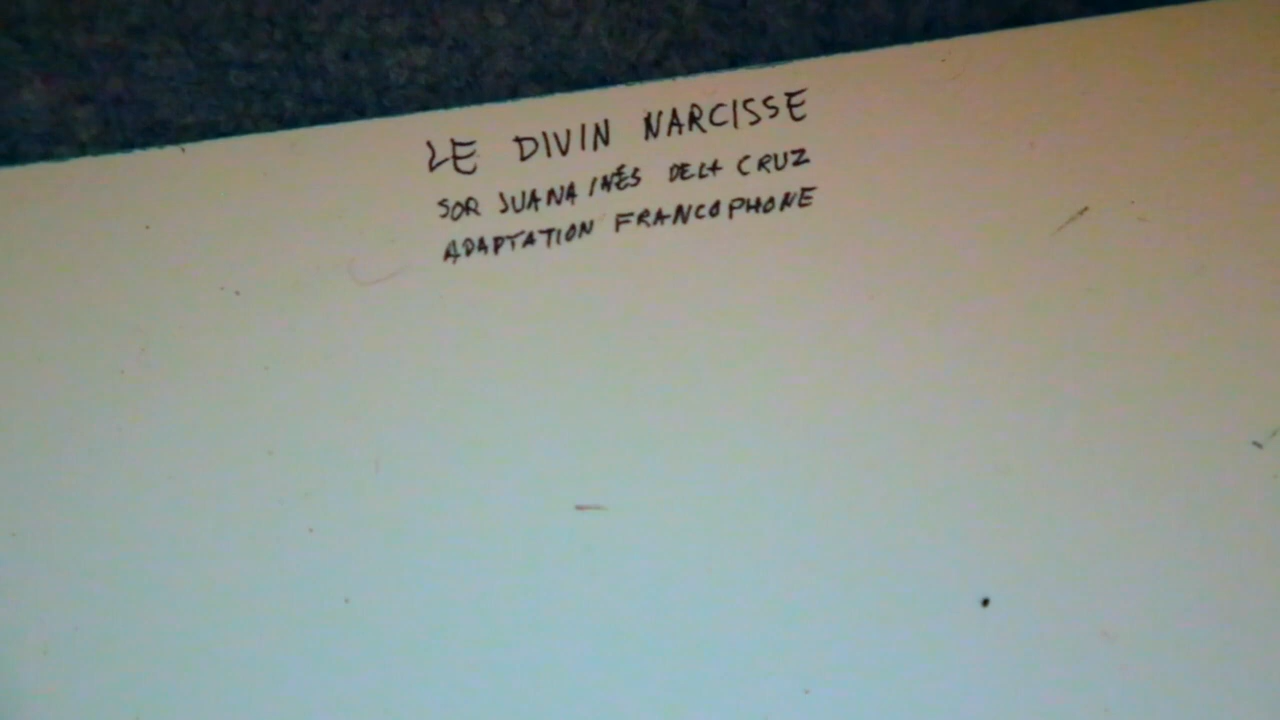 LE DIVIN NARCISSE
SOR JUANA INÉS DELA CRUZ
ADAPTATION FRANCOPHONE